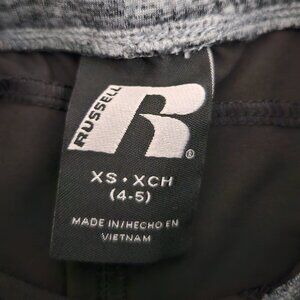 RUSSELL
R
®
XS • XCH
(4-5)
MADE IN/HECHO EN
VIETNAM